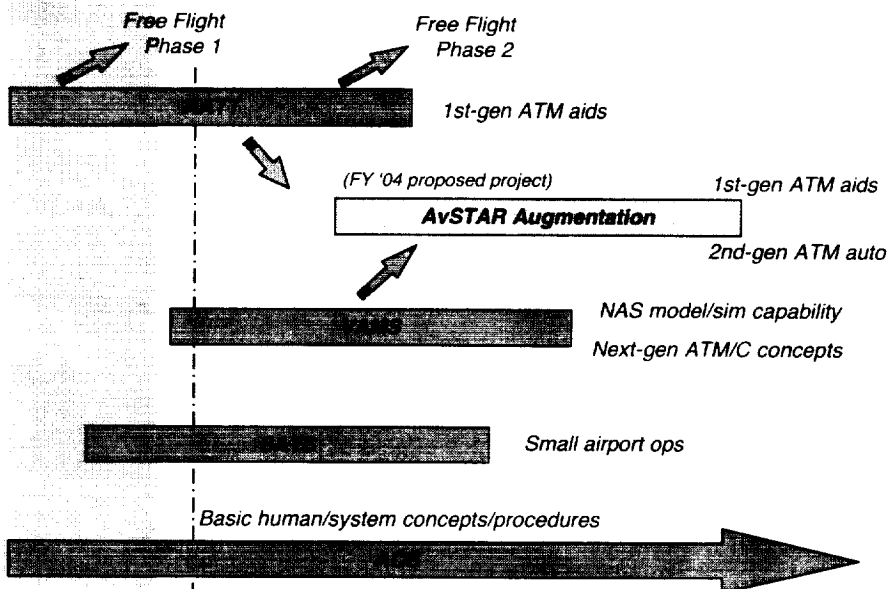 Free Flight
Phase 1
Free Flight
Phase 2
1st-gen ATM aids
(FY '04 proposed project)
1st-gen ATM aids
AvSTAR Augmentation
2nd-gen ATM auto
NAS model/sim capability
VAMS
Next-gen ATM/C concepts
Small airport ops
Basic human/system concepts/procedures